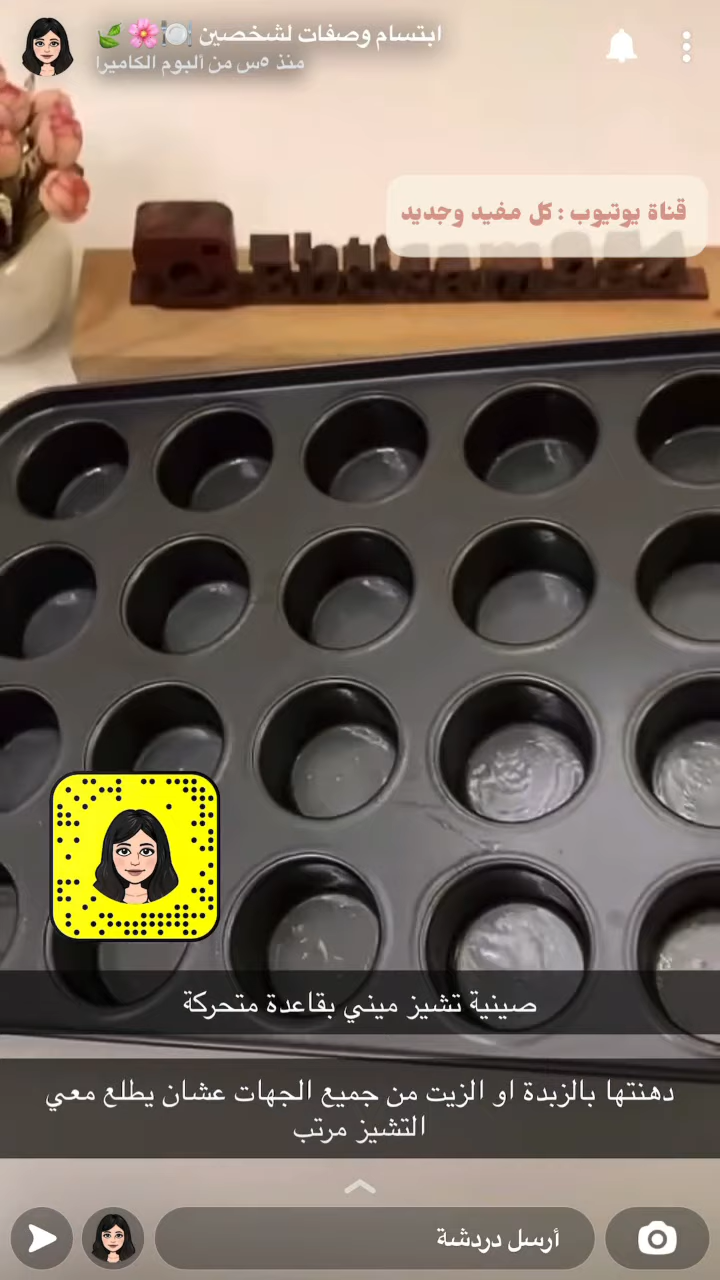 ابتسام وصفات لشخصين 🍽️🌸🌿
منذ ٥س من ألبوم الكاميرا
قناة يوتيوب : كل مفيد وجديد
صينية تشيز ميني بقاعدة متحركة
دهنتها بالزبدة او الزيت من جميع الجهات عشان يطلع معي
التشيز مرتب
أرسل دردشة